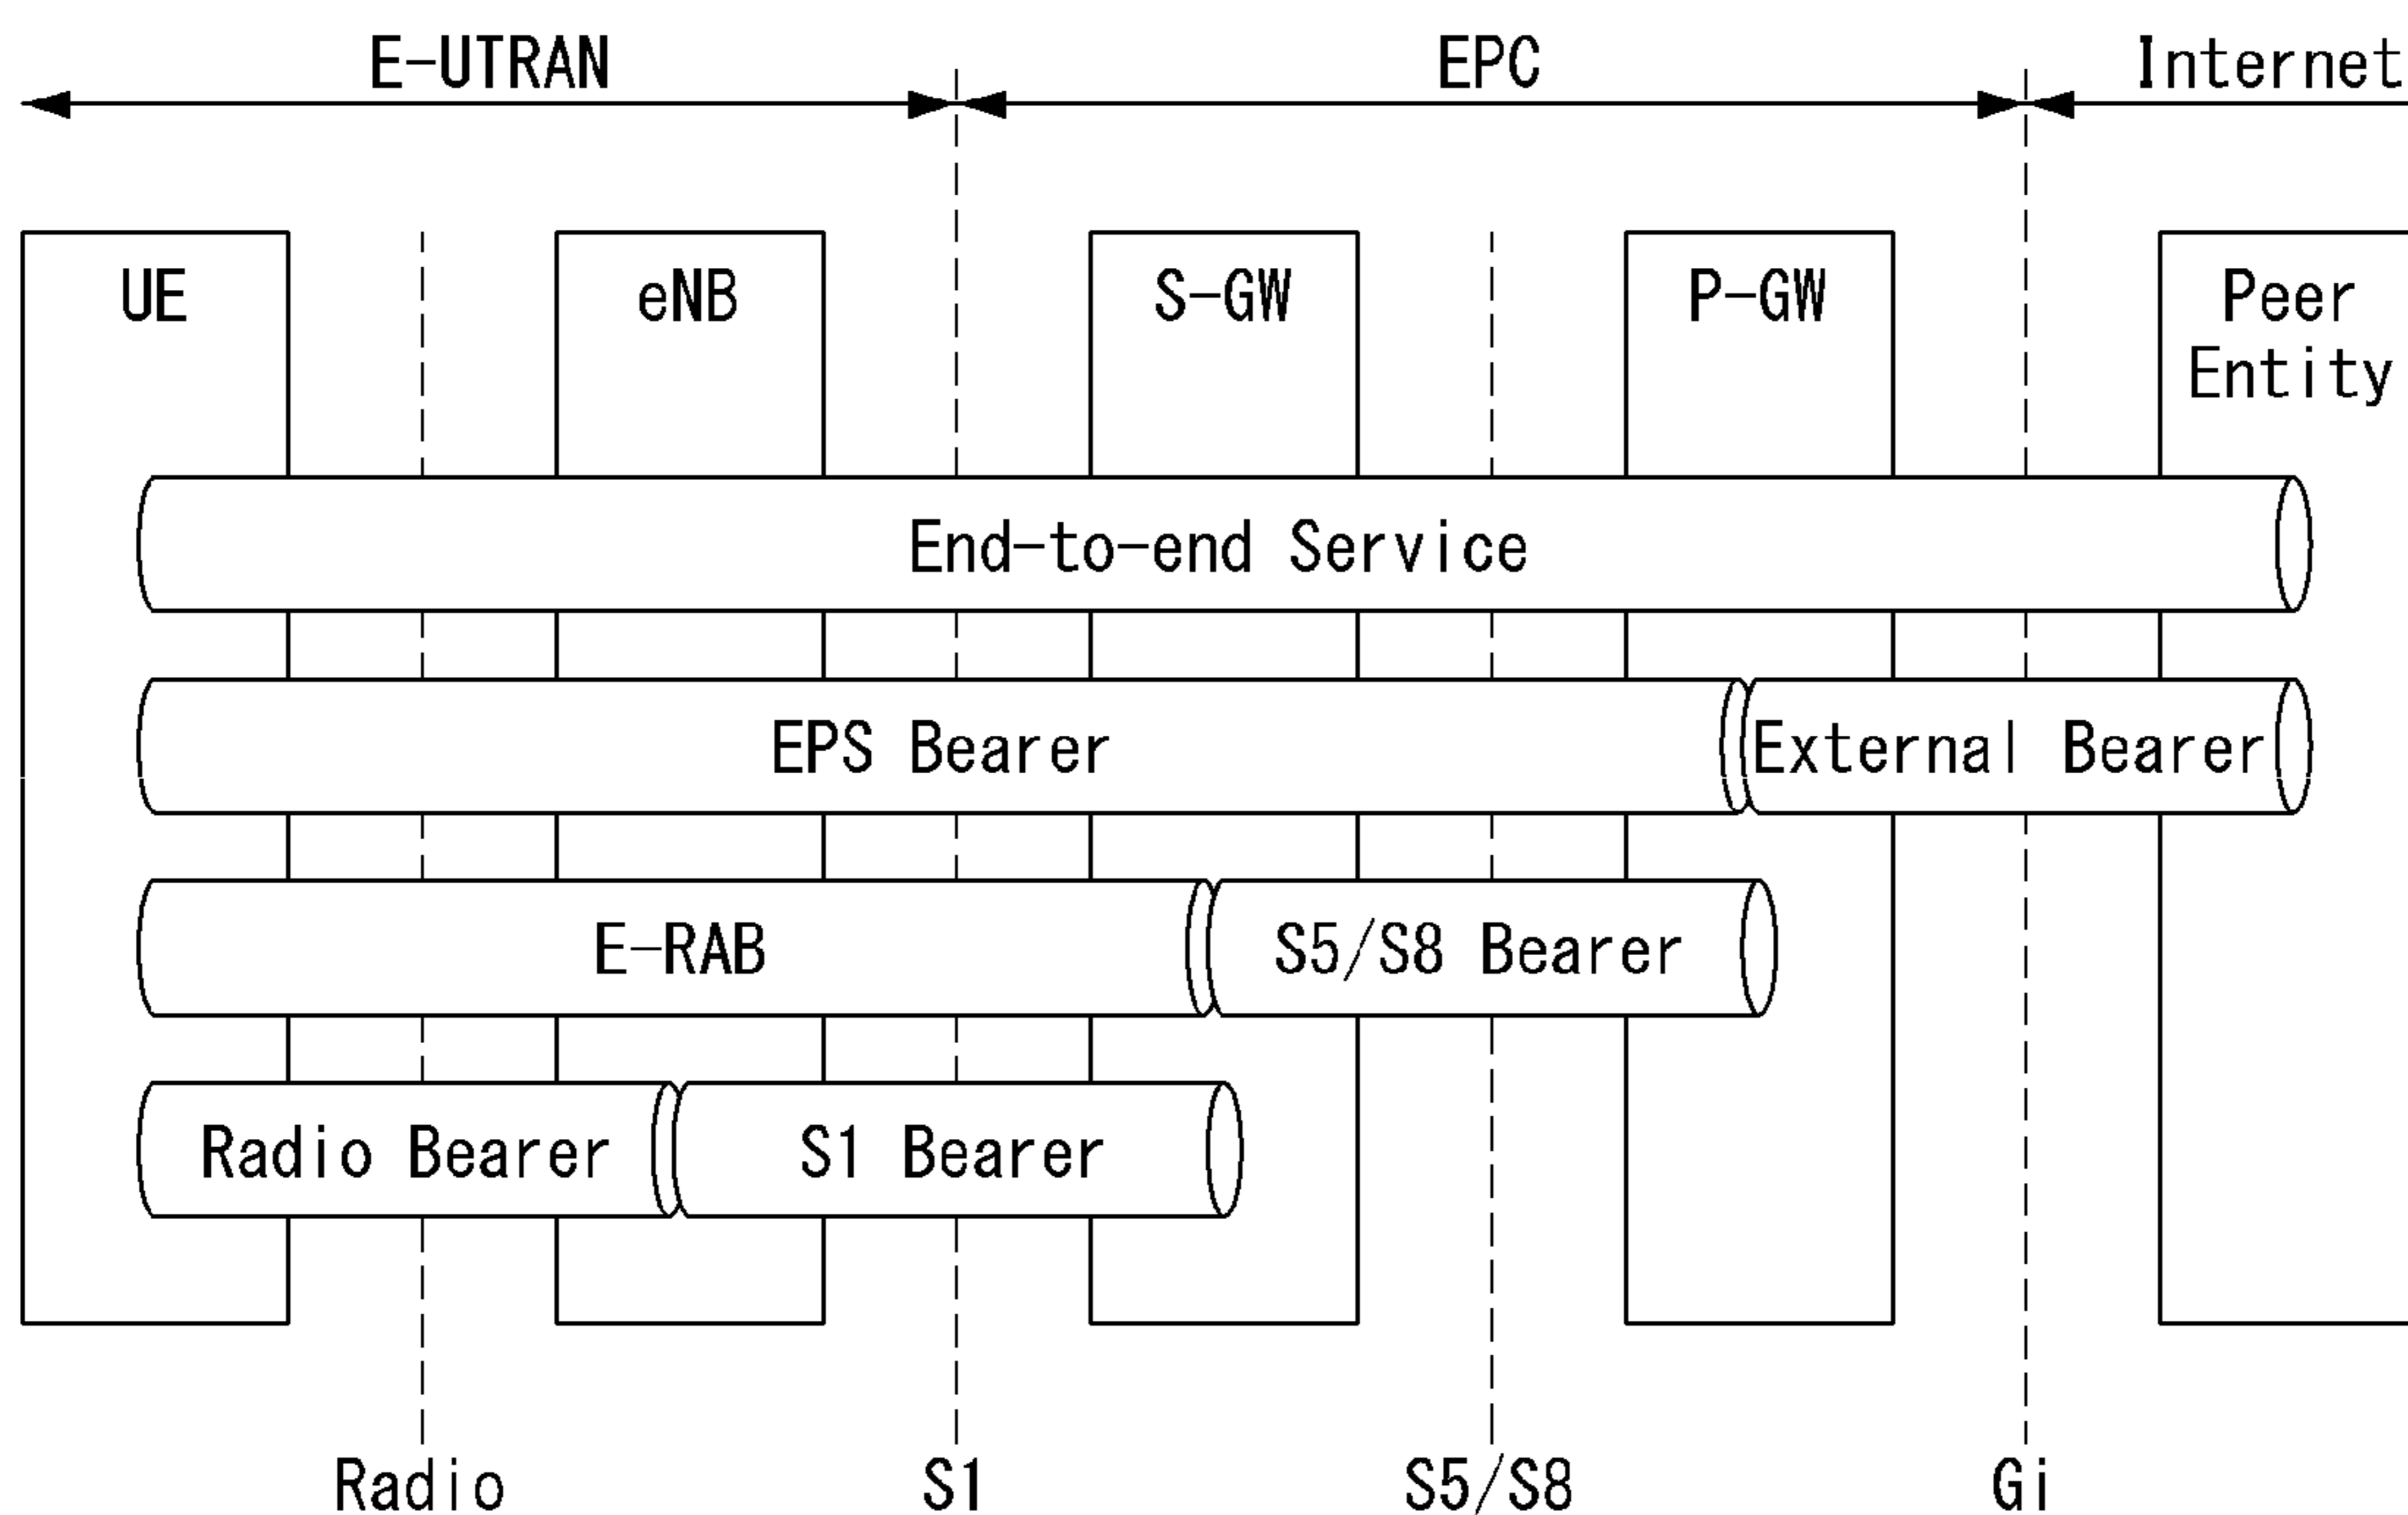 E-UTRAN EPC Internet
UE eNB S-GW P-GW Peer
Entity
End-to-end Service
EPS Bearer External Bearer
E-RAB S5/S8 Bearer
Radio Bearer S1 Bearer
Radio S1 S5/S8 Gi